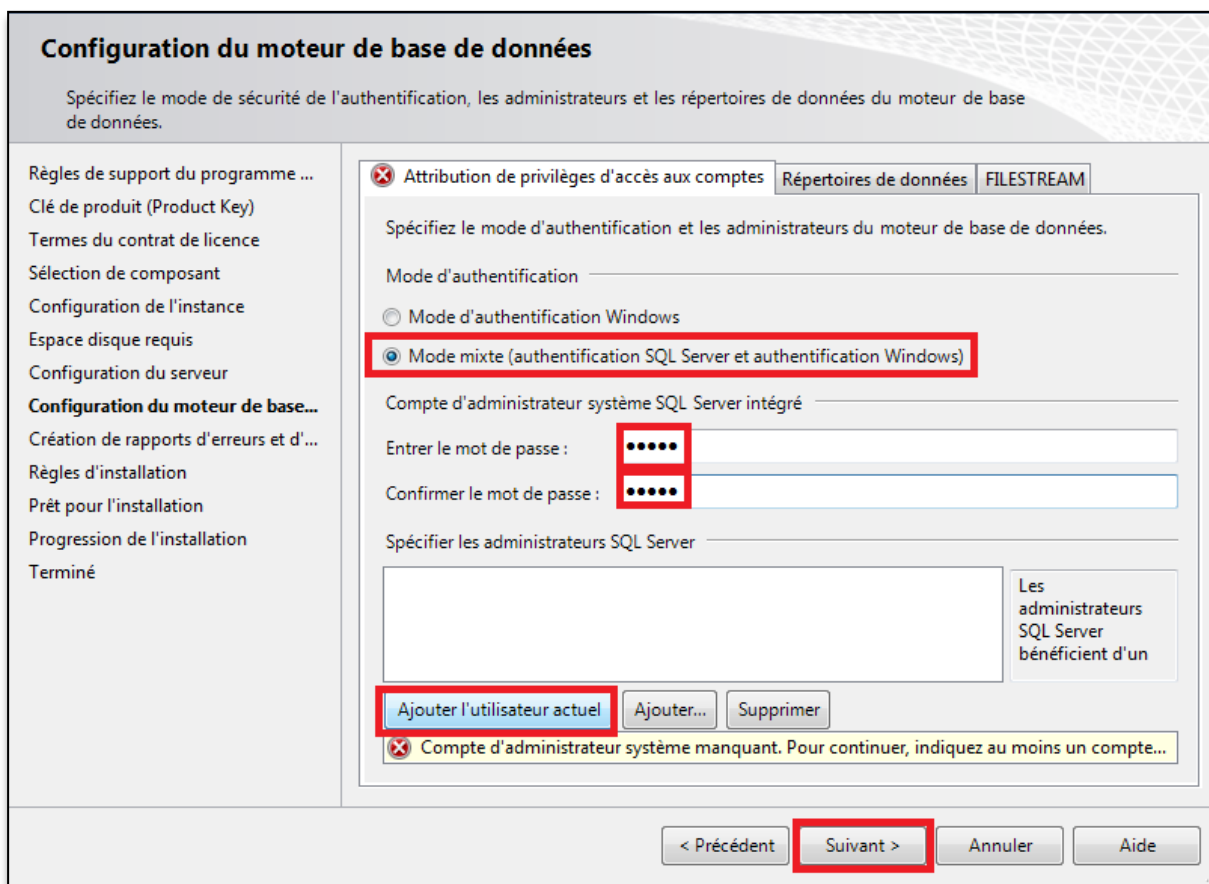 Configuration du moteur de base de données
Spécifiez le mode de sécurité de l'authentification, les administrateurs et les répertoires de données du moteur de base
de données.
Règles de support du programme ...
Clé de produit (Product Key)
Termes du contrat de licence
Sélection de composant
Configuration de l'instance
Espace disque requis
Configuration du serveur
Configuration du moteur de base...
Création de rapports d'erreurs et d'...
Règles d'installation
Prêt pour l'installation
Progression de l'installation
Terminé
Attribution de privilèges d'accès aux comptes
Répertoires de données
FILESTREAM
Spécifiez le mode d'authentification et les administrateurs du moteur de base de données.
Mode d'authentification
Mode d'authentification Windows
Mode mixte (authentification SQL Server et authentification Windows)
Compte d'administrateur système SQL Server intégré
Entrer le mot de passe : •••••
Confirmer le mot de passe : •••••
Spécifier les administrateurs SQL Server
Les
administrateurs
SQL Server
bénéficient d'un
Ajouter l'utilisateur actuel
Ajouter...
Supprimer
Compte d'administrateur système manquant. Pour continuer, indiquez au moins un compte...
< Précédent
Suivant >
Annuler
Aide